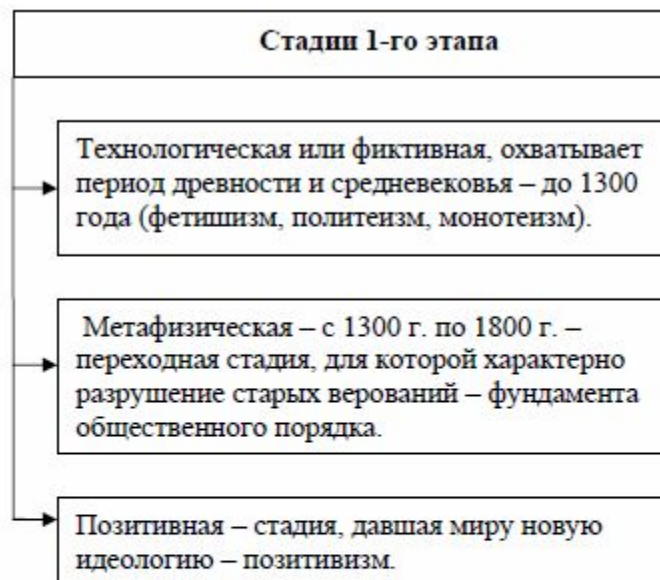 Стадии 1-го этапа
Технологическая или фиктивная, охватывает
период древности и средневековья – до 1300
года (фетишизм, политеизм, монотеизм).
Метафизическая – с 1300 г. по 1800 г. –
переходная стадия, для которой характерно
разрушение старых верований – фундамента
общественного порядка.
Позитивная – стадия, давшая миру новую
идеологию – позитивизм.